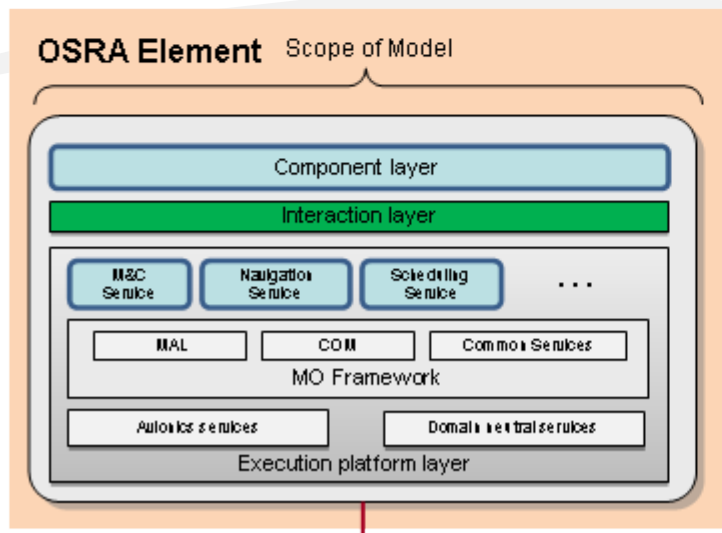 OSRA Element Scope of Model
Component layer
Interaction layer
M&C Navigation Scheduling
Service Service Service . . .
MAL COM Common Services
MO Framework
Avionics services Domain neutral services
Execution platform layer